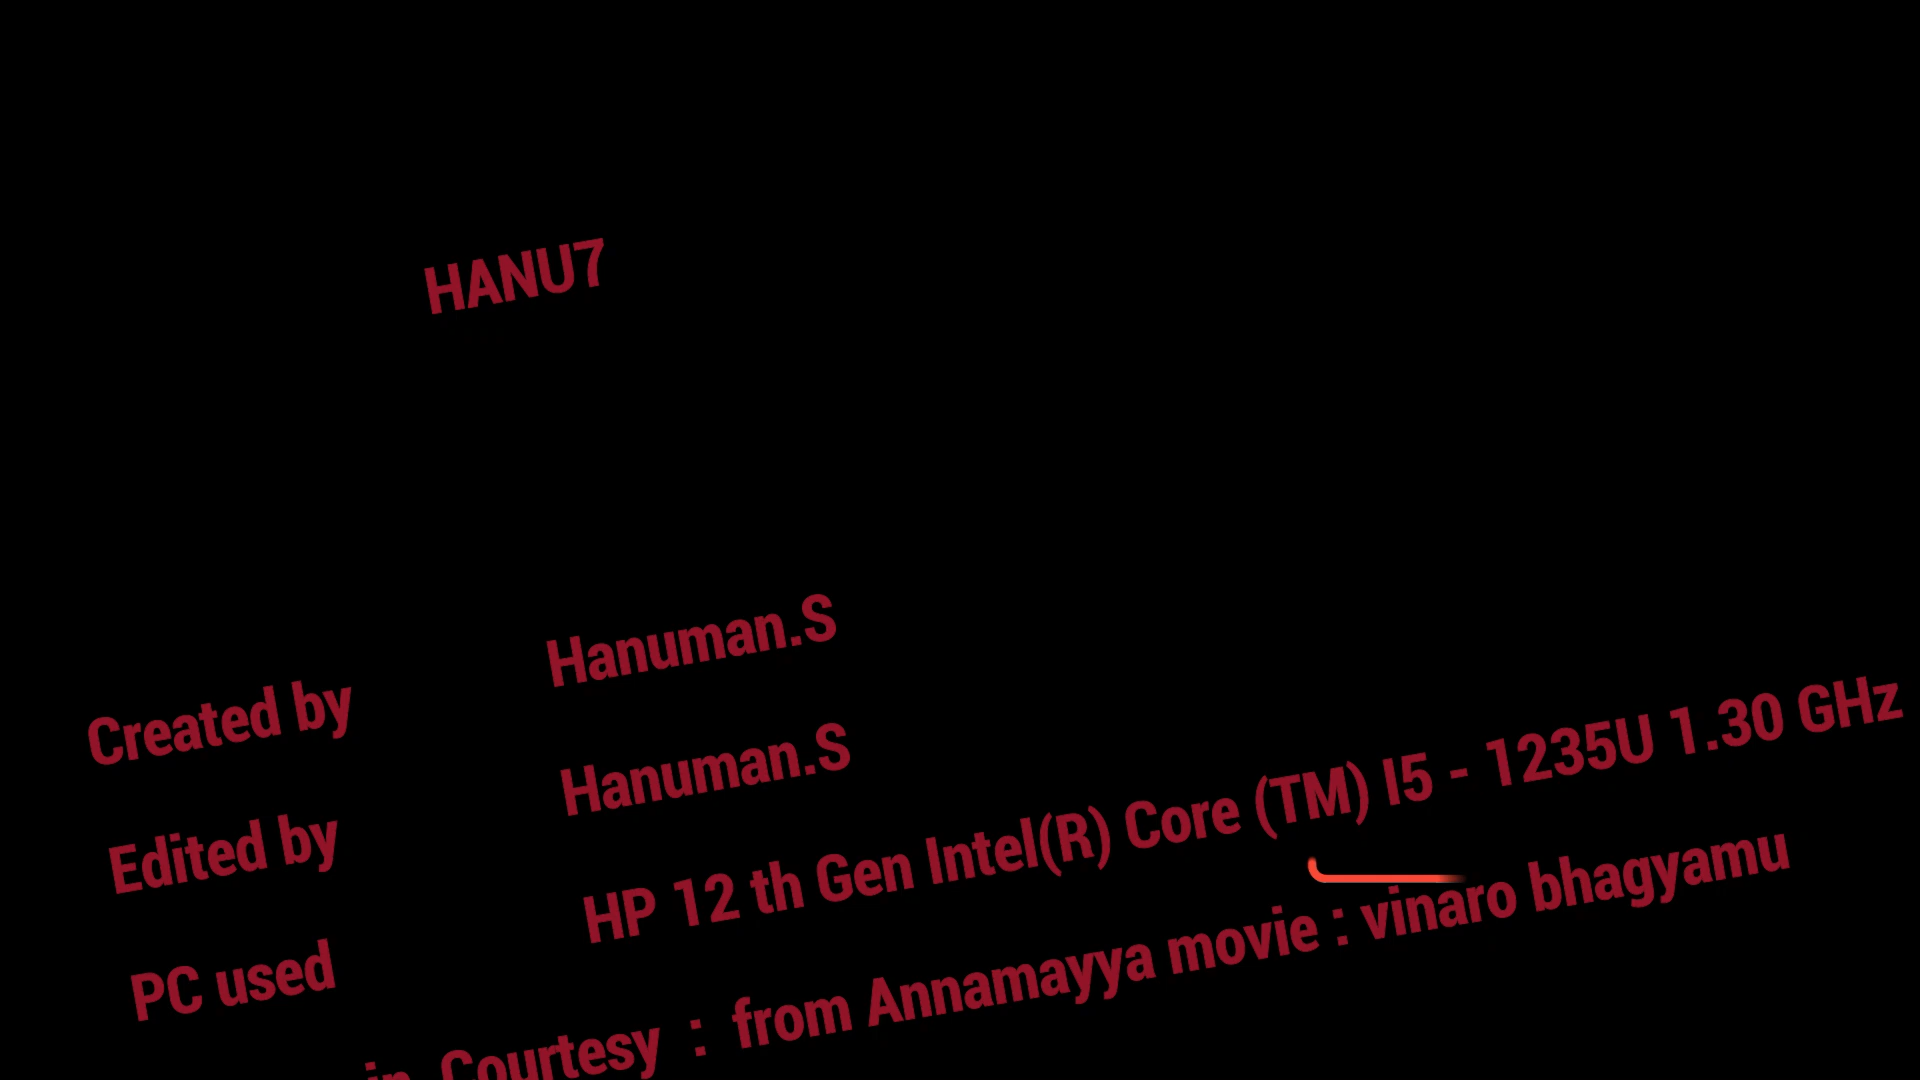 HANU7
Created by Hanuman.S
Edited by Hanuman.S
PC used HP 12 th Gen Intel(R) Core (TM) I5 - 1235U 1.30 GHz
in Courtesy : from Annamayya movie : vinaro bhagyamu